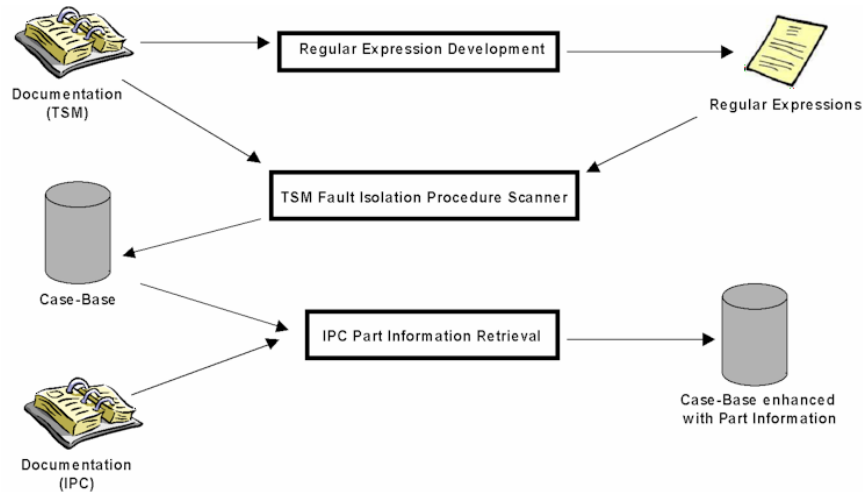 Regular Expression Development
Documentation
(TSM)
Regular Expressions
TSM Fault Isolation Procedure Scanner
Case-Base
IPC Part Information Retrieval
Case-Base enhanced
with Part Information
Documentation
(IPC)